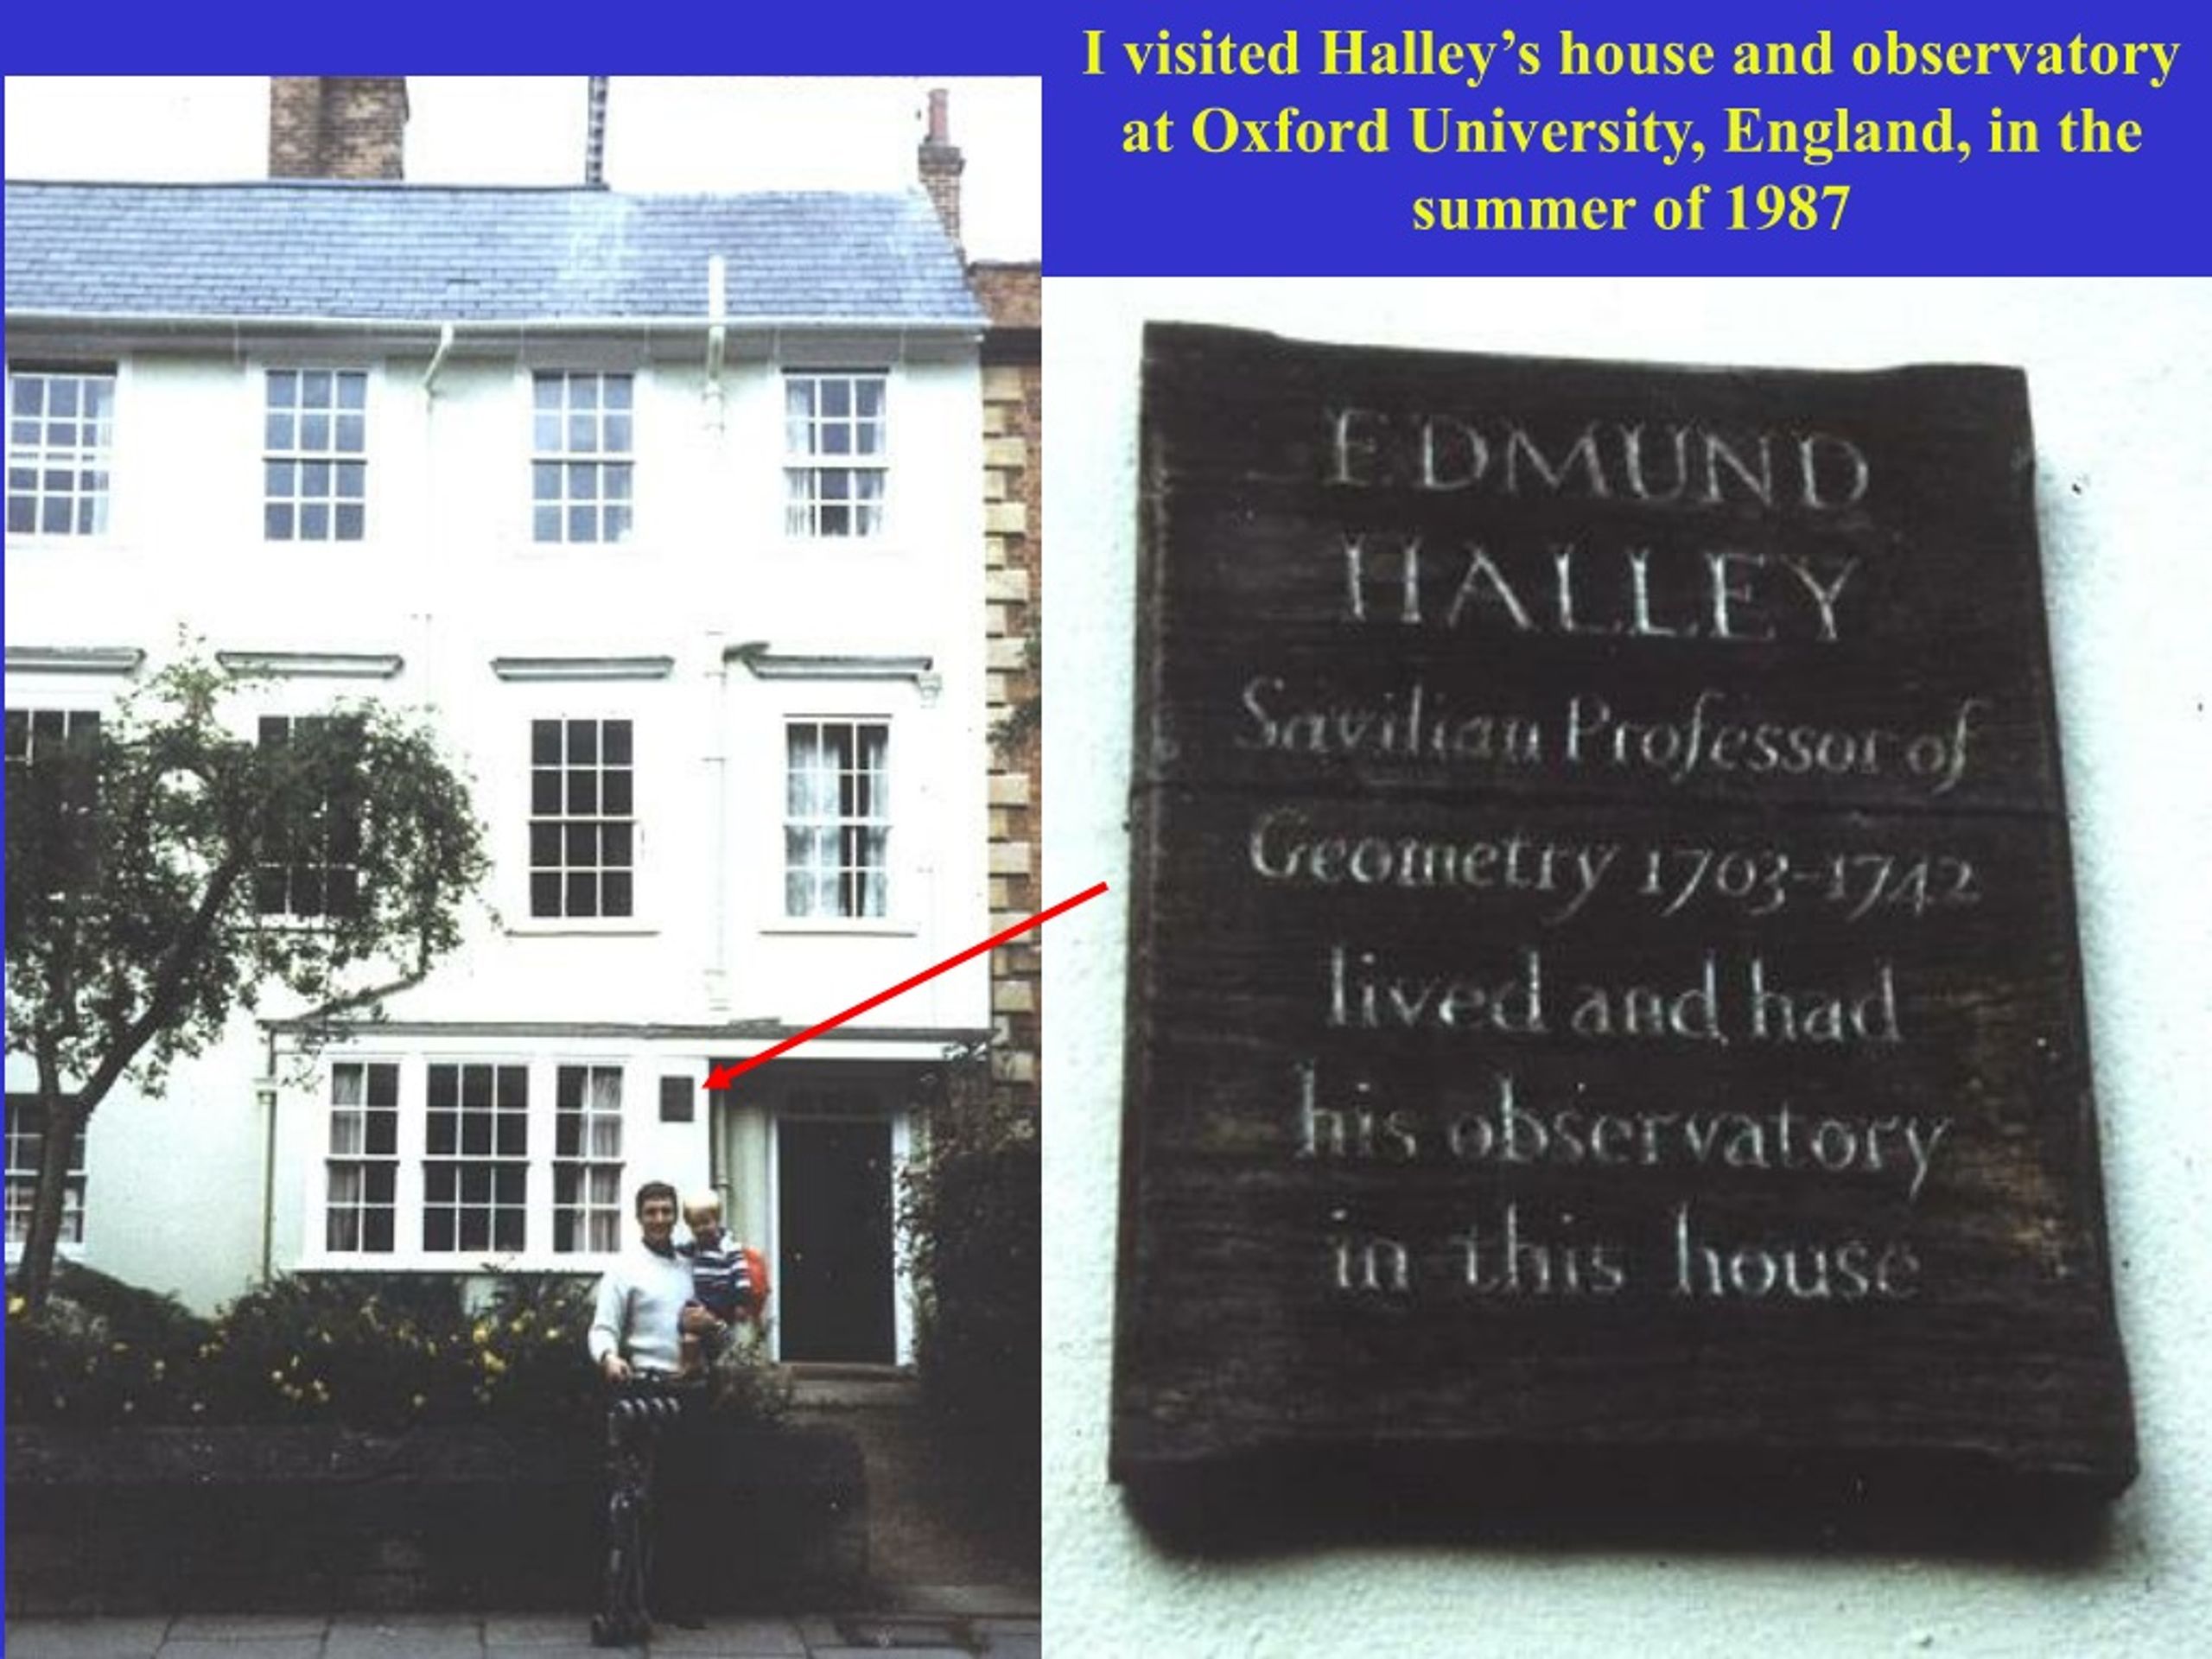 I visited Halley’s house and observatory
at Oxford University, England, in the
summer of 1987
EDMUND
HALLEY
Savilian Professor of
Geometry 1703-1742
lived and had
his observatory
in this house